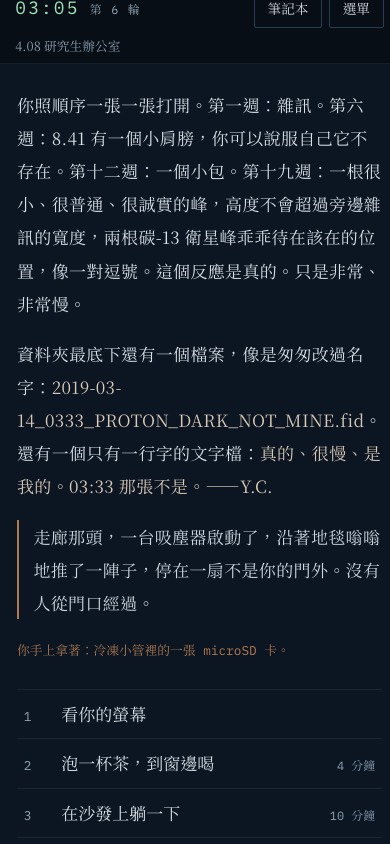 03:05 第 6 輪
筆記本
選單
4.08 研究生辦公室
你照順序一張一張打開。第一週：雜訊。第六
週：8.41 有一個小肩膀，你可以說服自己它不
存在。第十二週：一個小包。第十九週：一根很
小、很普通、很誠實的峰，高度不會超過旁邊雜
訊的寬度，兩根碳-13 衛星峰乖乖待在該在的位
置，像一對逗號。這個反應是真的。只是非常、
非常慢。
資料夾最底下還有一個檔案，像是匆匆改過名
字：2019-03-
14_0333_PROTON_DARK_NOT_MINE.fid。
還有一個只有一行字的文字檔：真的、很慢、是
我的。03:33 那張不是。——Y.C.
走廊那頭，一台吸塵器啟動了，沿著地毯嗡嗡
地推了一陣子，停在一扇不是你的門外。沒有
人從門口經過。
你手上拿著：冷凍小管裡的一張 microSD 卡。
1 看你的螢幕
2 泡一杯茶，到窗邊喝 4 分鐘
3 在沙發上躺一下 10 分鐘